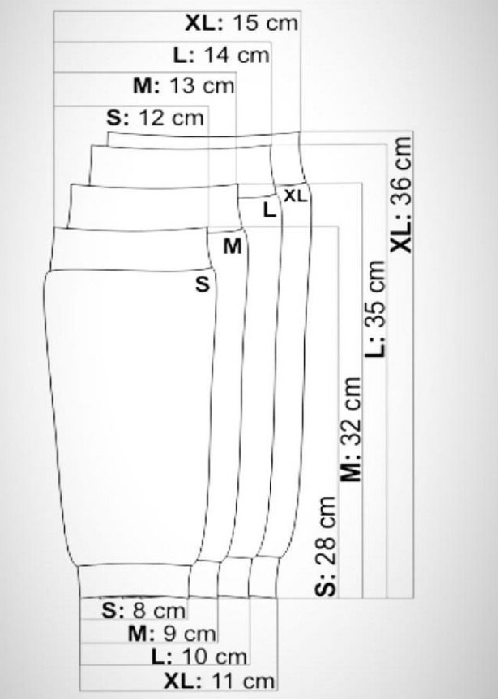 XL: 15 cm
L: 14 cm
M: 13 cm
S: 12 cm
XL
L
M
S
XL: 36 cm
L: 35 cm
M: 32 cm
S: 28 cm
S: 8 cm
M: 9 cm
L: 10 cm
XL: 11 cm